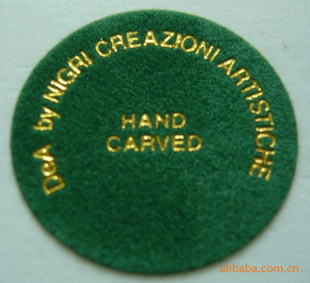 DeA by NIGRI CREAZIONI ARTISTICHE
HAND
CARVED
alibaba.com.cn